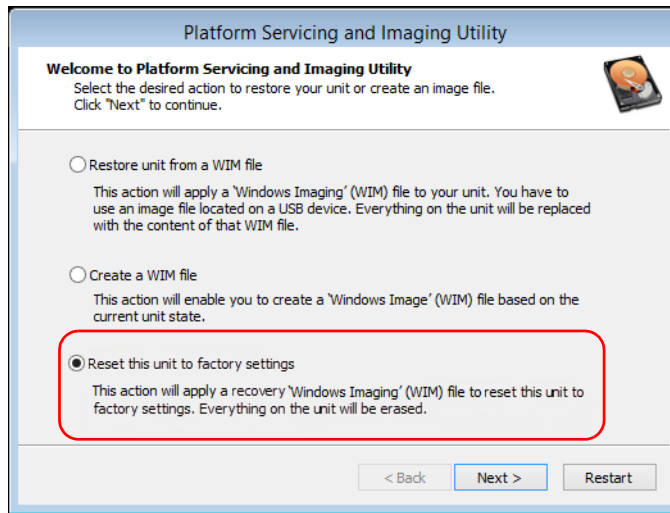 Platform Servicing and Imaging Utility
Welcome to Platform Servicing and Imaging Utility
Select the desired action to restore your unit or create an image file.
Click "Next" to continue.
Restore unit from a WIM file
This action will apply a 'Windows Imaging' (WIM) file to your unit. You have to
use an image file located on a USB device. Everything on the unit will be replaced
with the content of that WIM file.
Create a WIM file
This action will enable you to create a 'Windows Image' (WIM) file based on the
current unit state.
Reset this unit to factory settings
This action will apply a recovery 'Windows Imaging' (WIM) file to reset this unit to
factory settings. Everything on the unit will be erased.
< Back Next > Restart